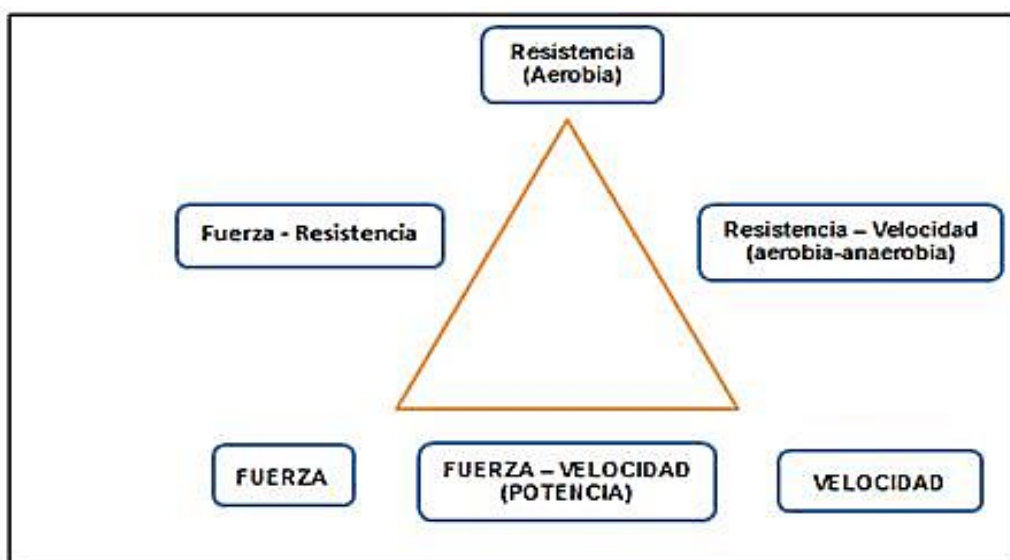 Resistencia
(Aerobia)
Fuerza - Resistencia
Resistencia – Velocidad
(aerobia-anaerobia)
FUERZA
FUERZA – VELOCIDAD
(POTENCIA)
VELOCIDAD